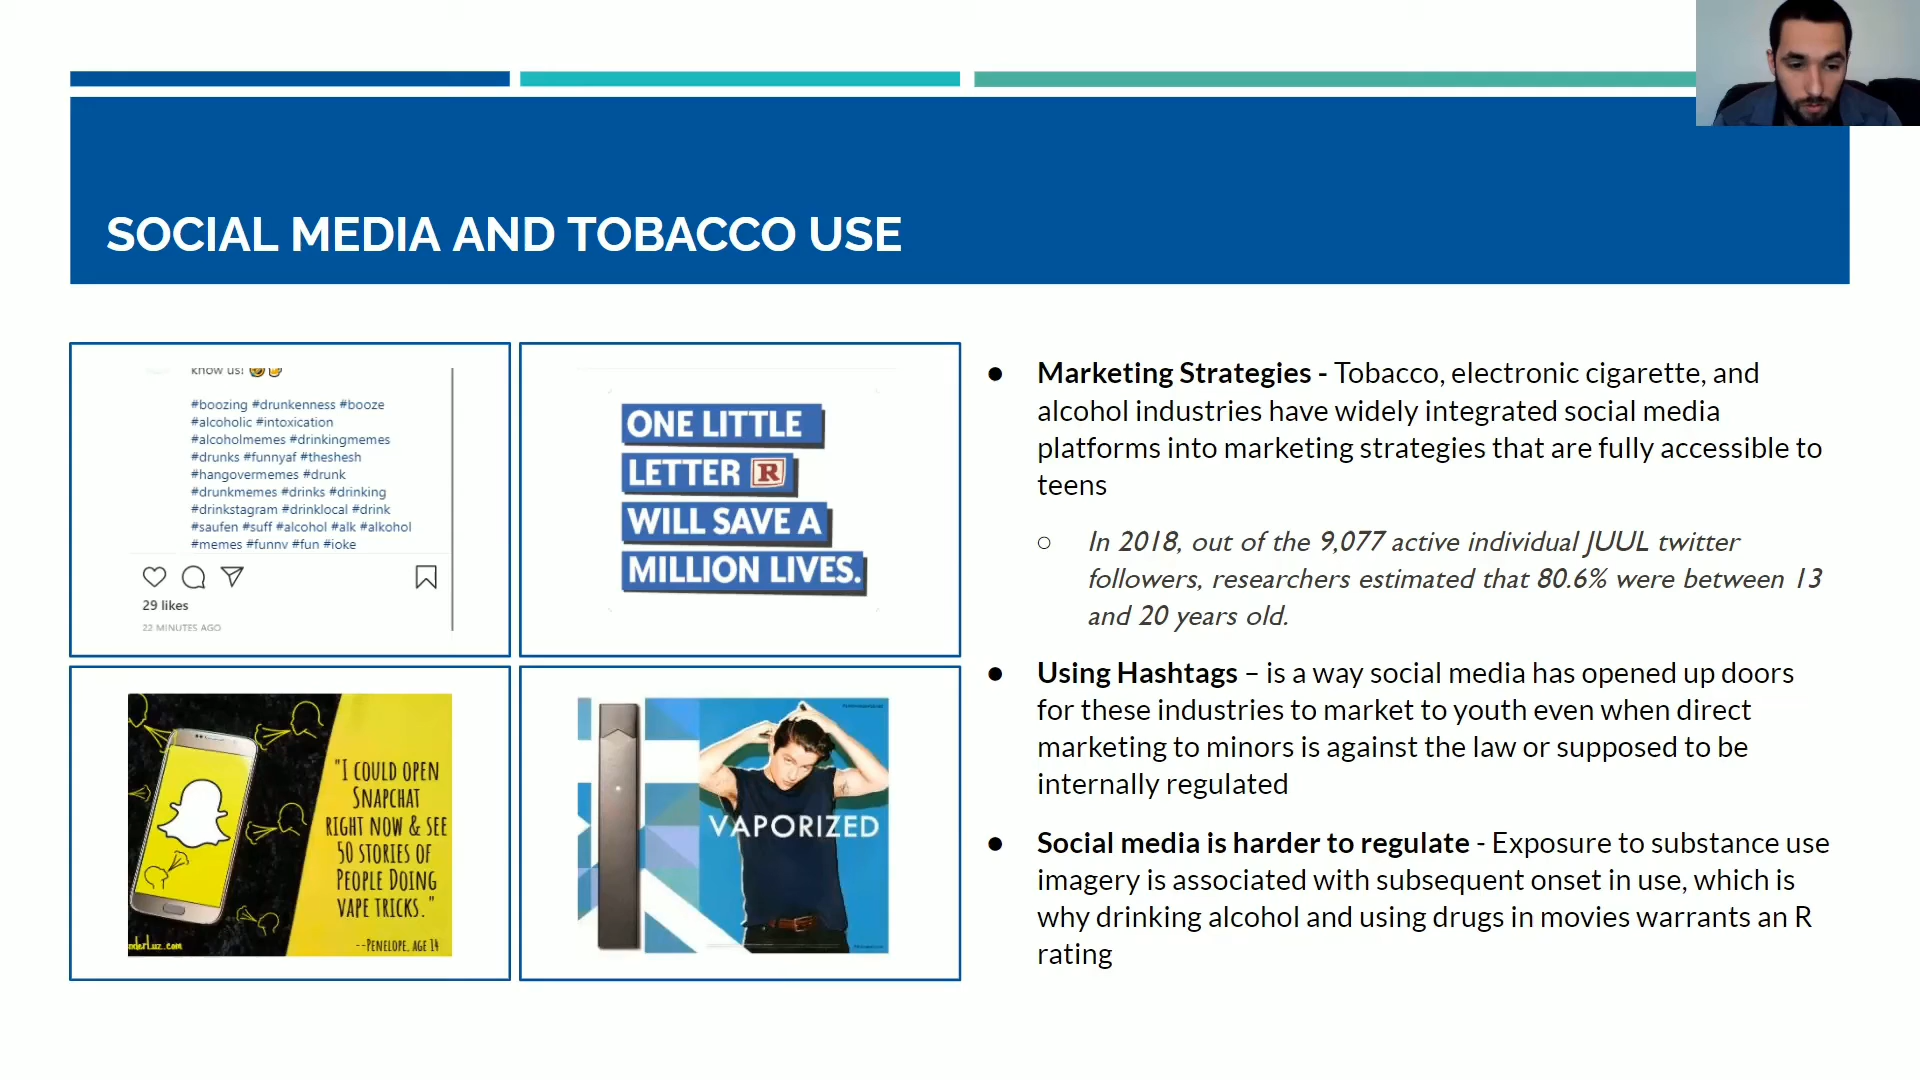 SOCIAL MEDIA AND TOBACCO USE
know us!
#boozing #drunkenness #booze
#alcoholic #intoxication
#alcoholmemes #drinkingmemes
#drunks #funnyaf #theshesh
#hangovermemes #drunk
#drunkmemes #drinks #drinking
#drinkstagram #drinklocal #drink
#saufen #suff #alcohol #alk #alkohol
#memes #funny #fun #joke
29 likes
22 MINUTES AGO
ONE LITTLE
LETTER R
WILL SAVE A
MILLION LIVES.
"I COULD OPEN
SNAPCHAT
RIGHT NOW & SEE
50 STORIES OF
PEOPLE DOING
VAPE TRICKS."
--PENELOPE, AGE 14
VAPORIZED
● Marketing Strategies - Tobacco, electronic cigarette, and
alcohol industries have widely integrated social media
platforms into marketing strategies that are fully accessible to
teens
○ In 2018, out of the 9,077 active individual JUUL twitter
followers, researchers estimated that 80.6% were between 13
and 20 years old.
● Using Hashtags – is a way social media has opened up doors
for these industries to market to youth even when direct
marketing to minors is against the law or supposed to be
internally regulated
● Social media is harder to regulate - Exposure to substance use
imagery is associated with subsequent onset in use, which is
why drinking alcohol and using drugs in movies warrants an R
rating